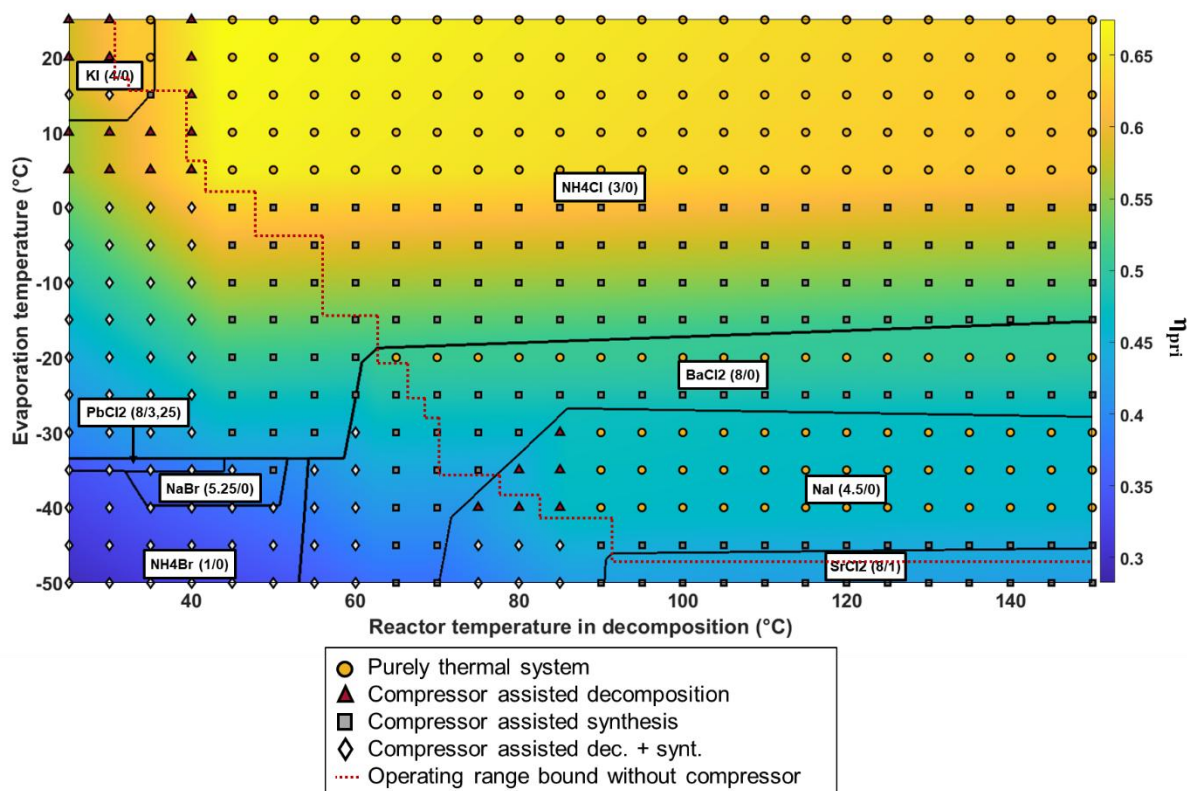 20
10
0
-10
-20
-30
-40
-50
Evaporation temperature (°C)
KI (4/0)
NH4Cl (3/0)
BaCl2 (8/0)
PbCl2 (8/3,25)
NaBr (5.25/0)
NaI (4.5/0)
NH4Br (1/0)
SrCl2 (8/1)
40
60
80
100
120
140
Reactor temperature in decomposition (°C)
0.65
0.6
0.55
0.5
0.45
0.4
0.35
0.3
ηpri
Purely thermal system
Compressor assisted decomposition
Compressor assisted synthesis
Compressor assisted dec. + synt.
Operating range bound without compressor